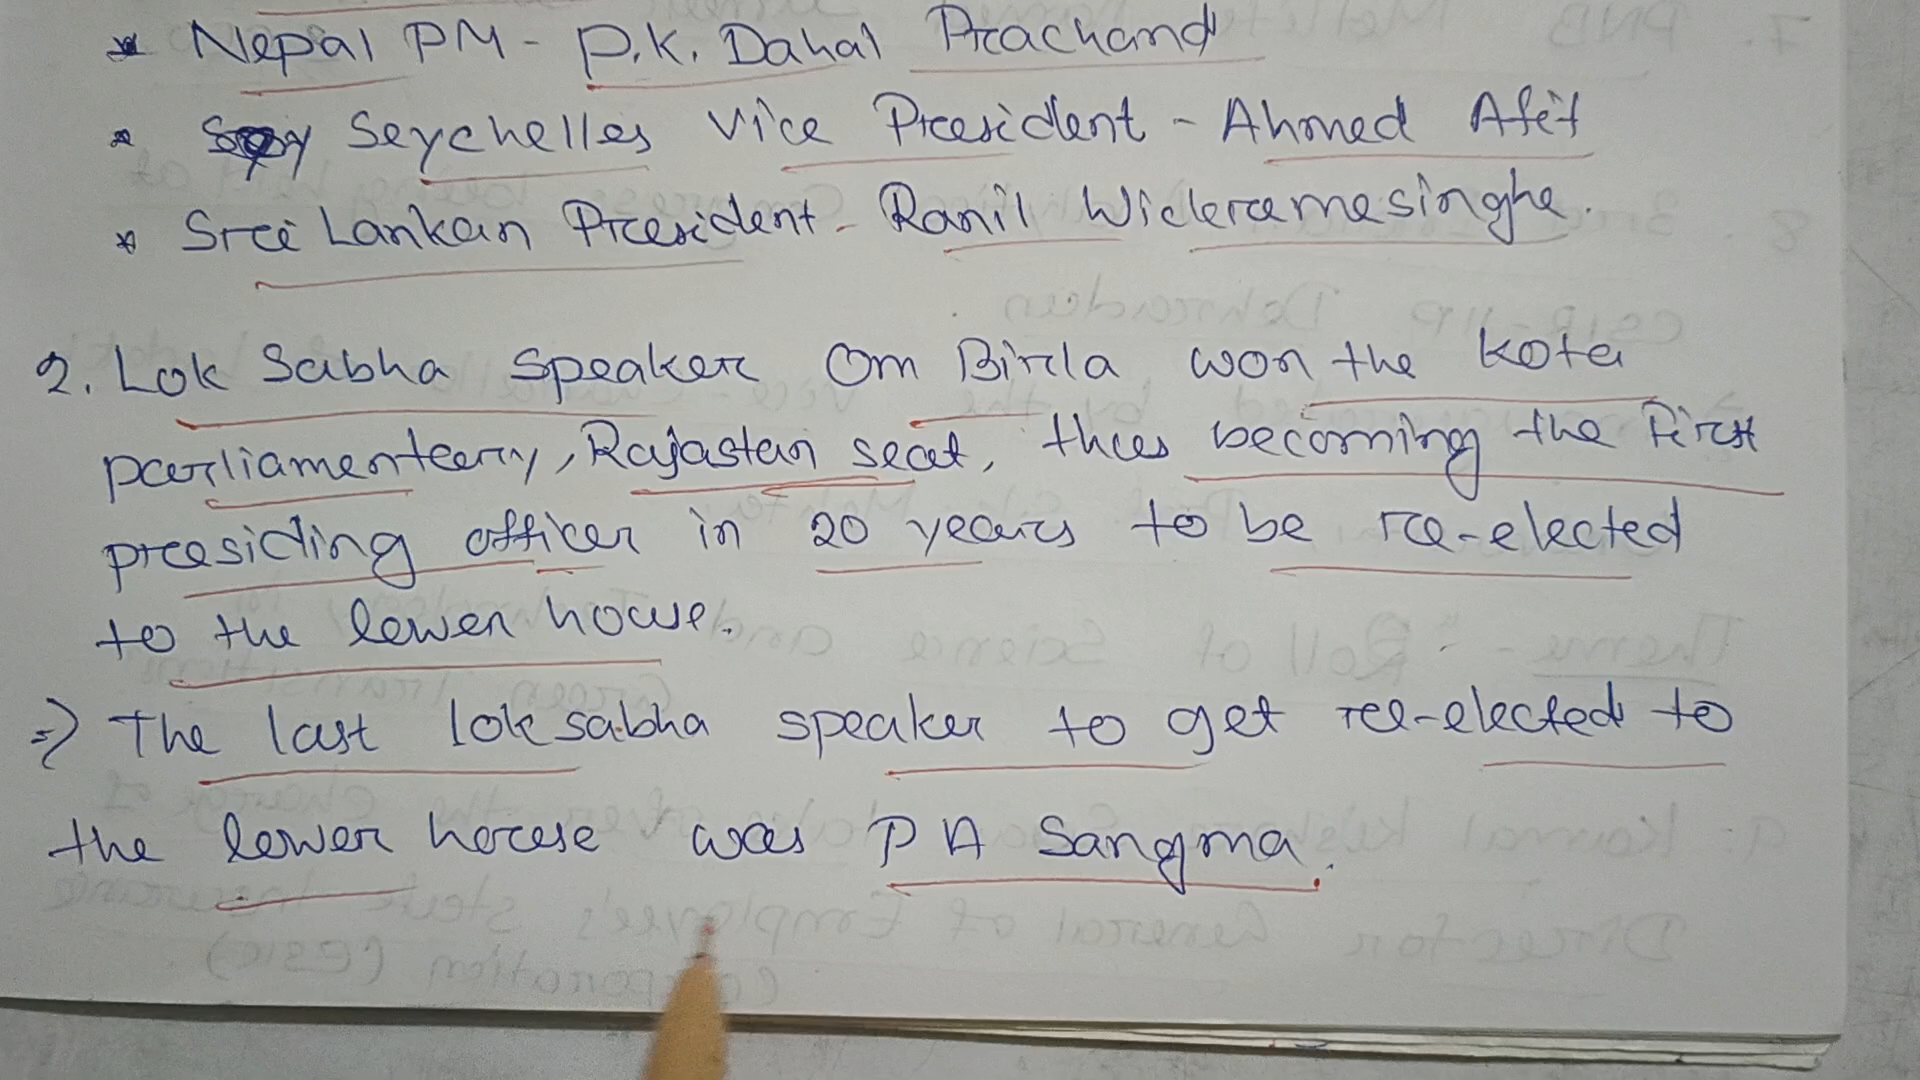 * Nepal PM - P.K. Dahal Prachand
* Seychelles Vice President - Ahmed Afif
* Sri Lankan President - Ranil Wickremesinghe.
2. Lok Sabha speaker Om Birla won the Kota
parliamentary, Rajastan seat, thus becoming the First
presiding officer in 20 years to be re-elected
to the lower house.
=> The last lok sabha speaker to get re-elected to
the lower house was P A Sangma.